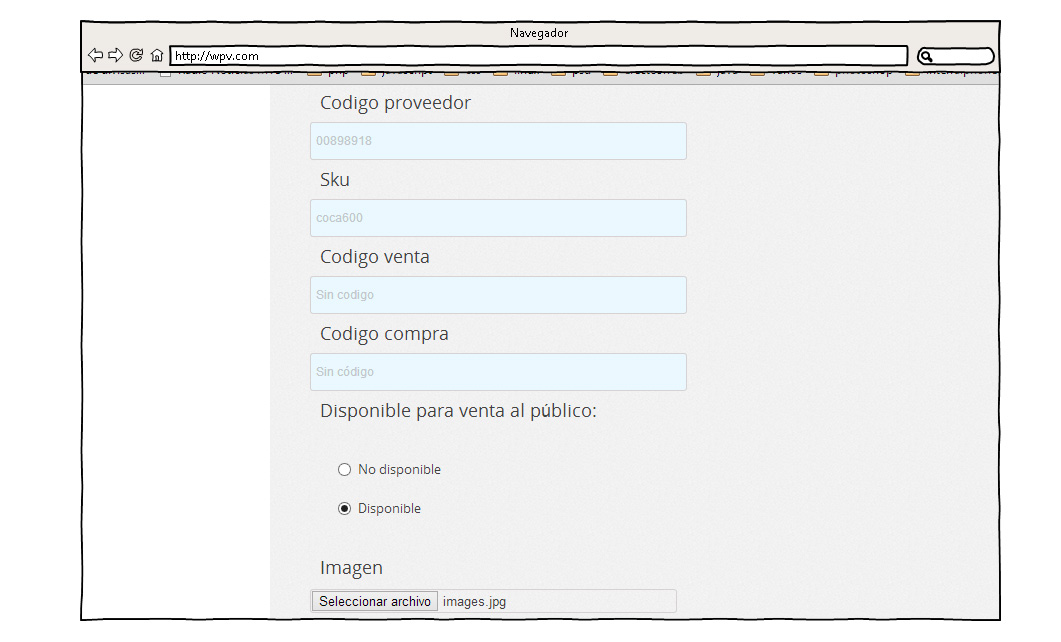 Navegador
http://wpv.com
Codigo proveedor
00898918
Sku
coca600
Codigo venta
Sin codigo
Codigo compra
Sin código
Disponible para venta al público:
No disponible
Disponible
Imagen
Seleccionar archivo images.jpg